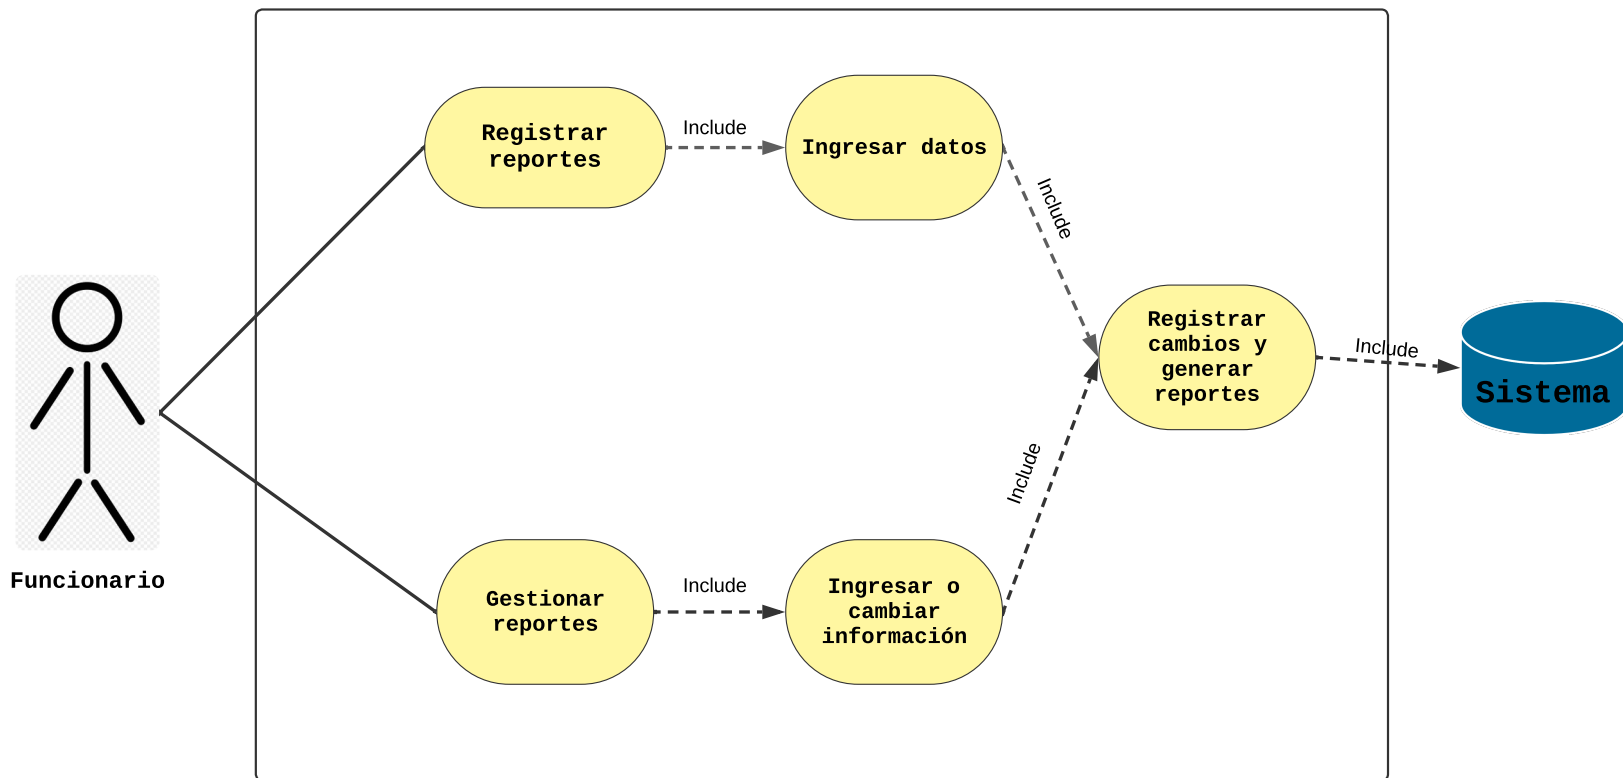 Registrar
reportes
Include
Ingresar datos
Include
Registrar
cambios y
generar
reportes
Include
Sistema
Funcionario
Gestionar
reportes
Include
Ingresar o
cambiar
información
Include